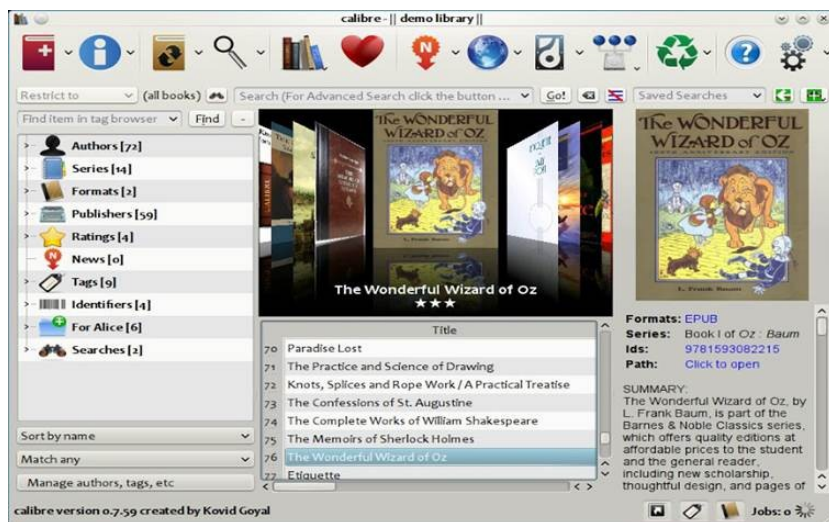 calibre - || demo library ||
Restrict to
(all books)
Search (For Advanced Search click the button ...
Go!
Saved Searches
Find item in tag browser
Find
-
Authors [72]
Series [14]
Formats [2]
Publishers [59]
Ratings [4]
News [0]
Tags [9]
Identifiers [4]
For Alice [6]
Searches [2]
Sort by name
Match any
Manage authors, tags, etc
The WONDERFUL
WIZARD of OZ
L. Frank Baum
The Wonderful Wizard of Oz
★★★
Title
70 Paradise Lost
71 The Practice and Science of Drawing
72 Knots, Splices and Rope Work / A Practical Treatise
73 The Confessions of St. Augustine
74 The Complete Works of William Shakespeare
75 The Memoirs of Sherlock Holmes
76 The Wonderful Wizard of Oz
77 Etiquette
The WONDERFUL
WIZARD of OZ
L. Frank Baum
Formats: EPUB
Series: Book I of Oz : Baum
Ids: 9781593082215
Path: Click to open
SUMMARY:
The Wonderful Wizard of Oz, by
L. Frank Baum, is part of the
Barnes & Noble Classics series,
which offers quality editions at
affordable prices to the student
and the general reader,
including new scholarship,
thoughtful design, and pages of
calibre version 0.7.59 created by Kovid Goyal
Jobs: 0